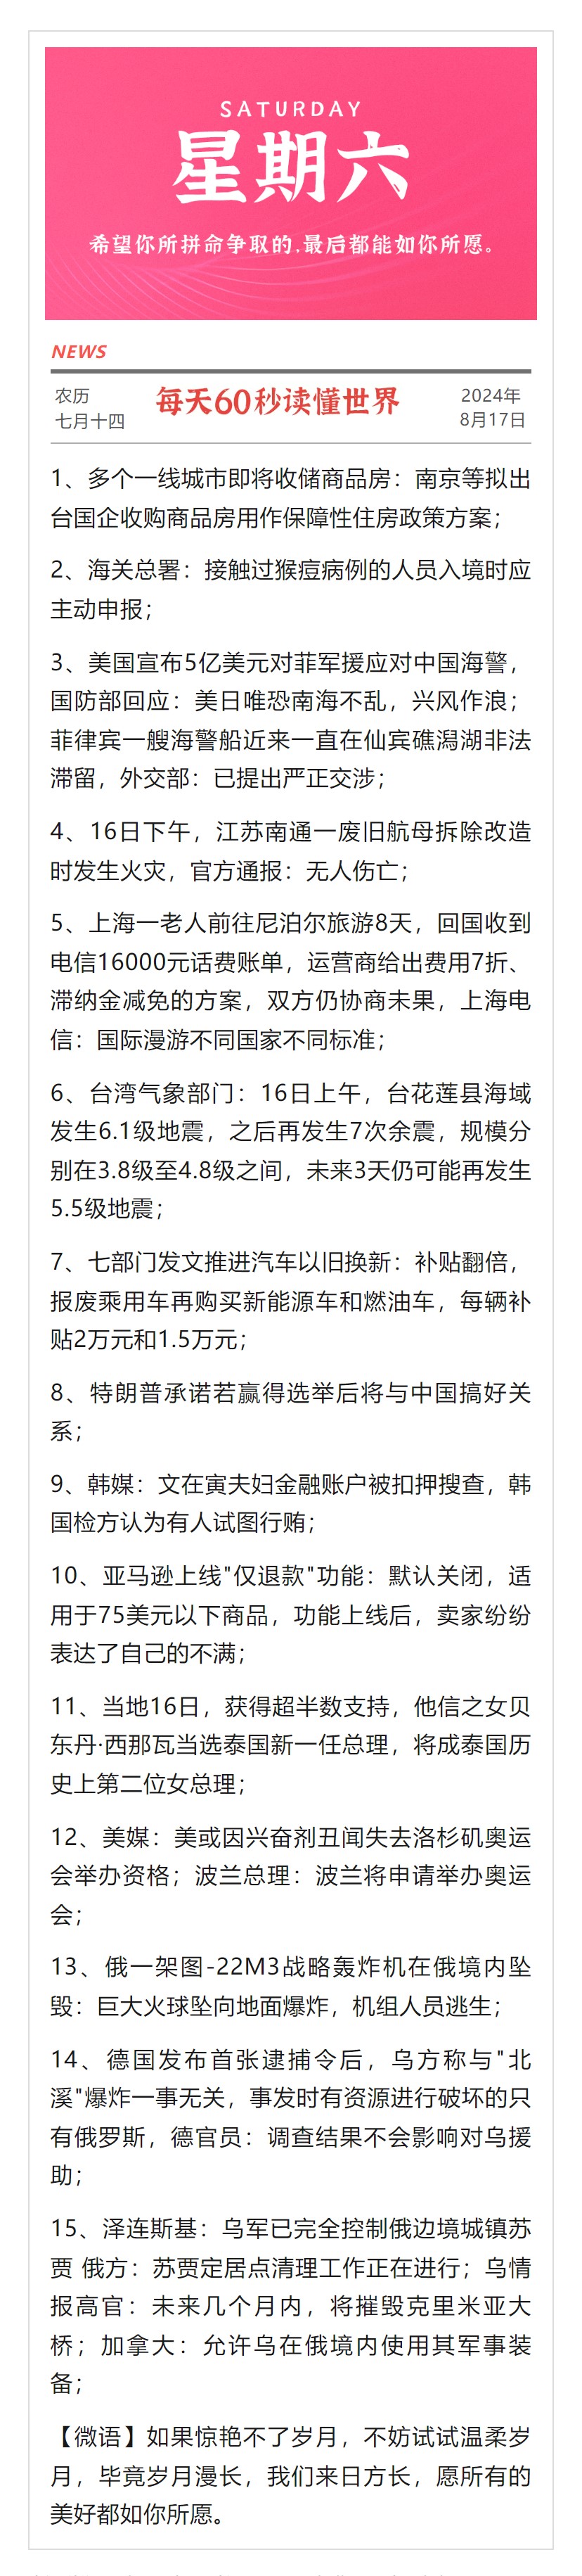 SATURDAY
星期六
希望你所拼命争取的,最后都能如你所愿。
NEWS
农历
七月十四
每天60秒读懂世界
2024年
8月17日
1、多个一线城市即将收储商品房：南京等拟出
台国企收购商品房用作保障性住房政策方案；
2、海关总署：接触过猴痘病例的人员入境时应
主动申报；
3、美国宣布5亿美元对菲军援应对中国海警，
国防部回应：美日唯恐南海不乱，兴风作浪；
菲律宾一艘海警船近来一直在仙宾礁潟湖非法
滞留，外交部：已提出严正交涉；
4、16日下午，江苏南通一废旧航母拆除改造
时发生火灾，官方通报：无人伤亡；
5、上海一老人前往尼泊尔旅游8天，回国收到
电信16000元话费账单，运营商给出费用7折、
滞纳金减免的方案，双方仍协商未果，上海电
信：国际漫游不同国家不同标准；
6、台湾气象部门：16日上午，台花莲县海域
发生6.1级地震，之后再发生7次余震，规模分
别在3.8级至4.8级之间，未来3天仍可能再发生
5.5级地震；
7、七部门发文推进汽车以旧换新：补贴翻倍，
报废乘用车再购买新能源车和燃油车，每辆补
贴2万元和1.5万元；
8、特朗普承诺若赢得选举后将与中国搞好关
系；
9、韩媒：文在寅夫妇金融账户被扣押搜查，韩
国检方认为有人试图行贿；
10、亚马逊上线"仅退款"功能：默认关闭，适
用于75美元以下商品，功能上线后，卖家纷纷
表达了自己的不满；
11、当地16日，获得超半数支持，他信之女贝
东丹·西那瓦当选泰国新一任总理，将成泰国历
史上第二位女总理；
12、美媒：美或因兴奋剂丑闻失去洛杉矶奥运
会举办资格；波兰总理：波兰将申请举办奥运
会；
13、俄一架图-22M3战略轰炸机在俄境内坠
毁：巨大火球坠向地面爆炸，机组人员逃生；
14、德国发布首张逮捕令后，乌方称与"北
溪"爆炸一事无关，事发时有资源进行破坏的只
有俄罗斯，德官员：调查结果不会影响对乌援
助；
15、泽连斯基：乌军已完全控制俄边境城镇苏
贾 俄方：苏贾定居点清理工作正在进行；乌情
报高官：未来几个月内，将摧毁克里米亚大
桥；加拿大：允许乌在俄境内使用其军事装
备；
【微语】如果惊艳不了岁月，不妨试试温柔岁
月，毕竟岁月漫长，我们来日方长，愿所有的
美好都如你所愿。